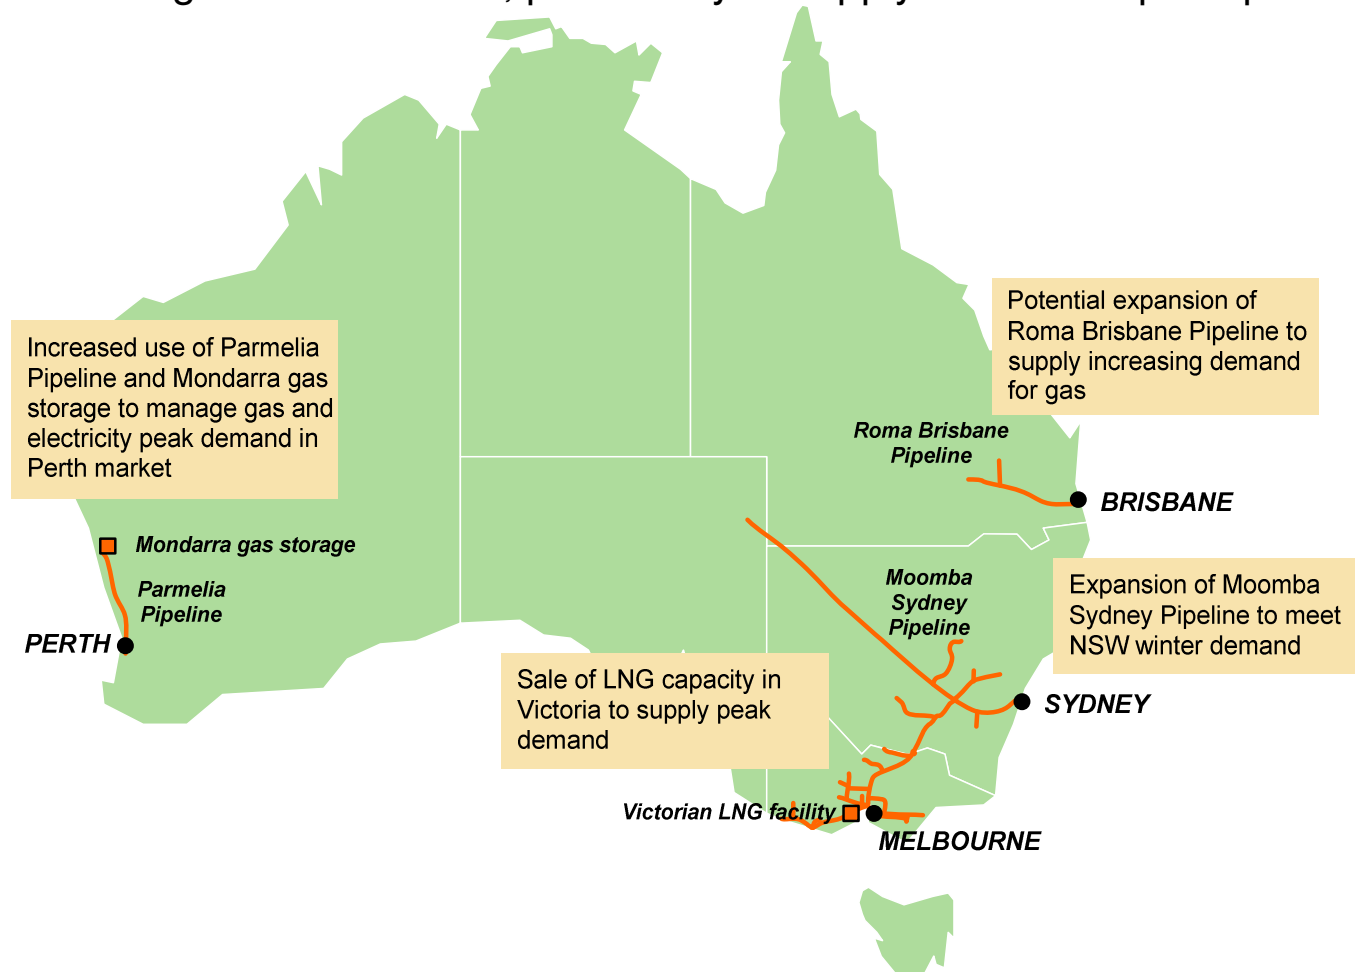 Increased use of Parmelia
Pipeline and Mondarra gas
storage to manage gas and
electricity peak demand in
Perth market
Potential expansion of
Roma Brisbane Pipeline to
supply increasing demand
for gas
Roma Brisbane
Pipeline
BRISBANE
Mondarra gas storage
Parmelia
Pipeline
PERTH
Moomba
Sydney
Pipeline
Expansion of Moomba
Sydney Pipeline to meet
NSW winter demand
Sale of LNG capacity in
Victoria to supply peak
demand
SYDNEY
Victorian LNG facility
MELBOURNE